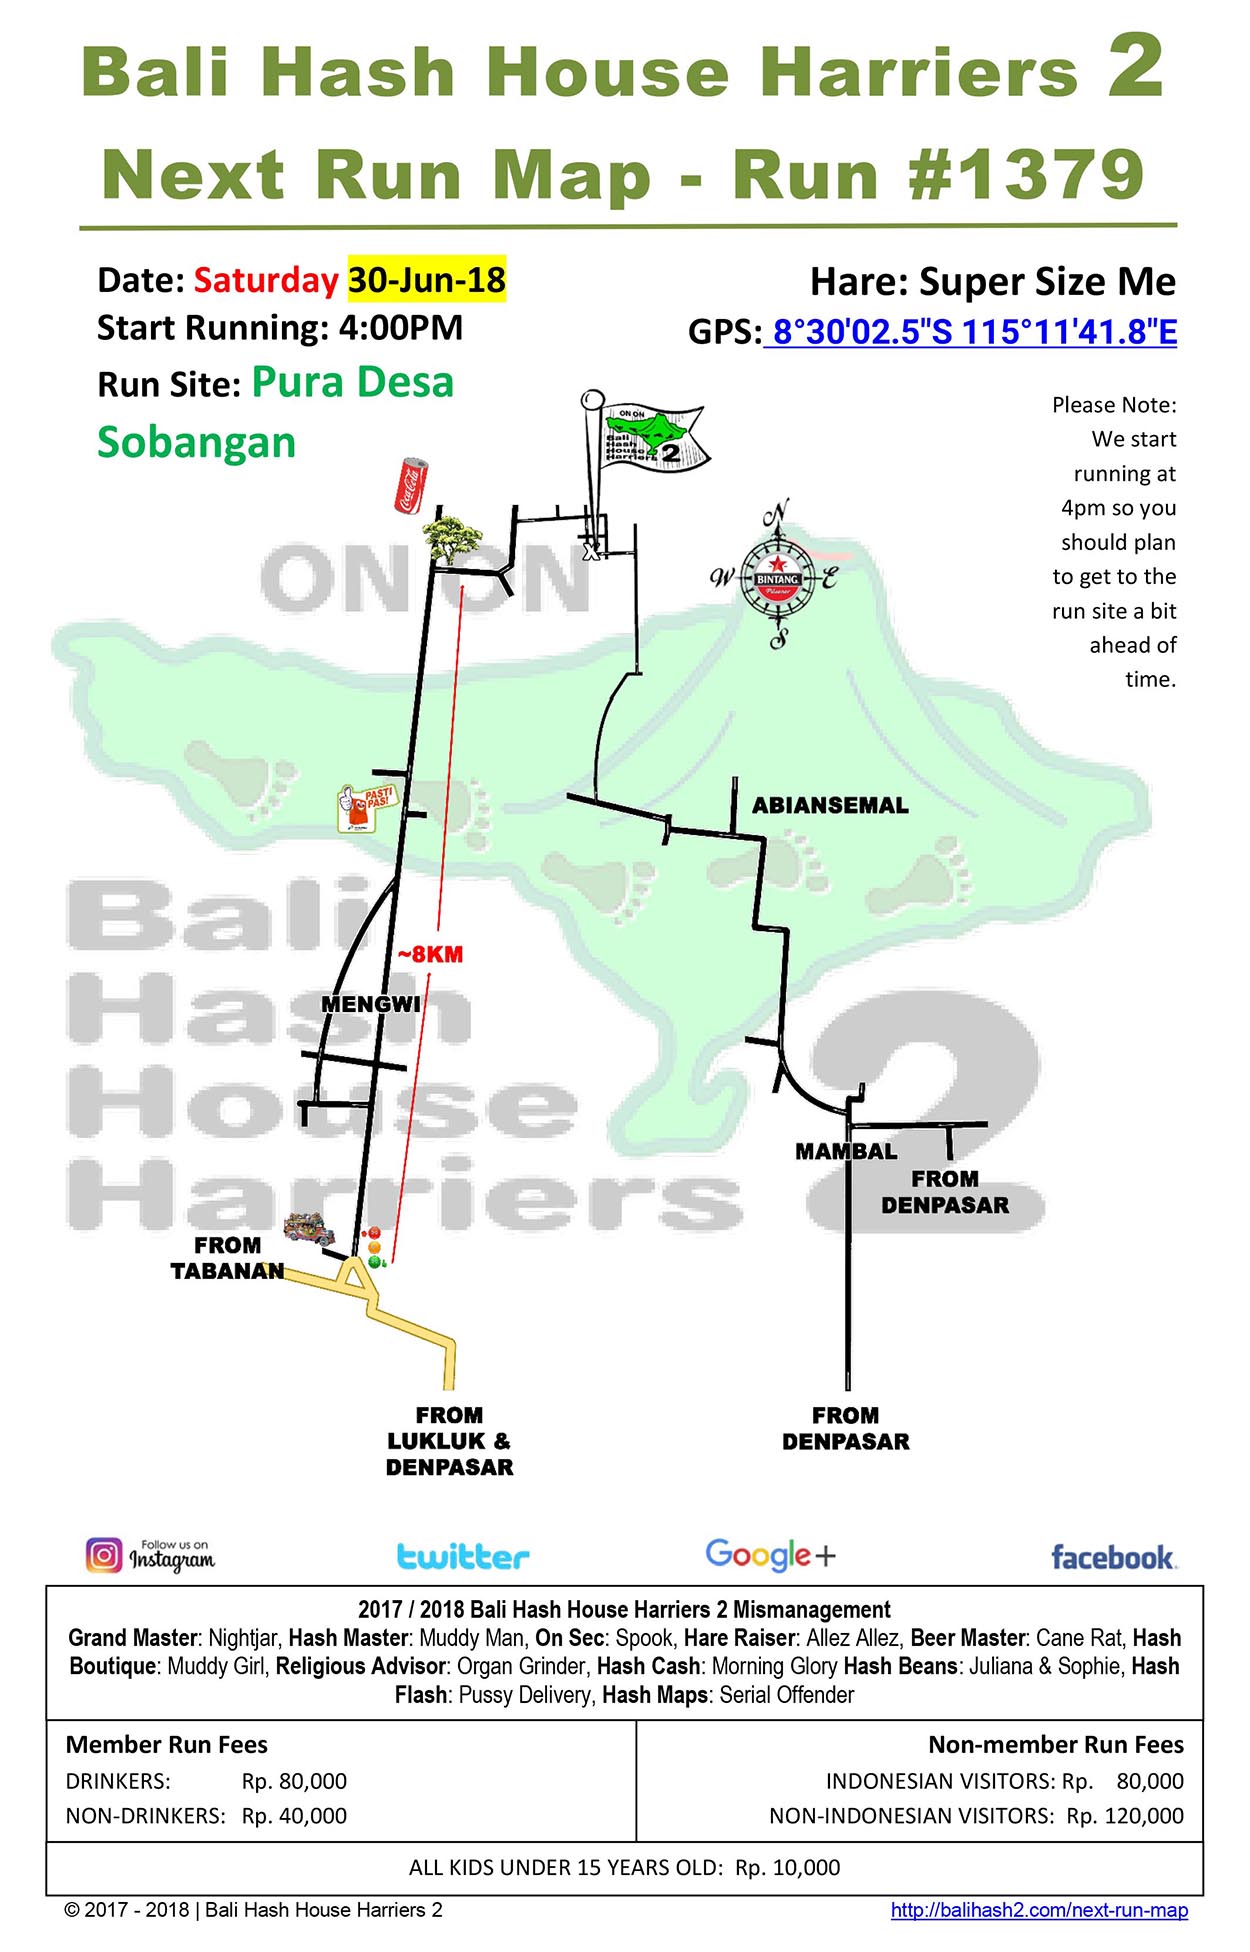 Bali Hash House Harriers 2
Next Run Map - Run #1379
Date: Saturday 30-Jun-18
Start Running: 4:00PM
Run Site: Pura Desa
Sobangan
Hare: Super Size Me
GPS: 8°30'02.5"S 115°11'41.8"E
Please Note:
We start
running at
4pm so you
should plan
to get to the
run site a bit
ahead of
time.
ON ON
Bali
Hash
House
Harriers 2
Coca-Cola
N
W
E
S
BINTANG
Pilsener
ON ON
ABIANSEMAL
PASTI
PAS!
Bali
Hash
House
Harriers 2
~8KM
MENGWI
MAMBAL
FROM
DENPASAR
FROM
TABANAN
FROM
LUKLUK &
DENPASAR
FROM
DENPASAR
Follow us on
Instagram
twitter
Google+
facebook
2017 / 2018 Bali Hash House Harriers 2 Mismanagement
Grand Master: Nightjar, Hash Master: Muddy Man, On Sec: Spook, Hare Raiser: Allez Allez, Beer Master: Cane Rat, Hash
Boutique: Muddy Girl, Religious Advisor: Organ Grinder, Hash Cash: Morning Glory Hash Beans: Juliana & Sophie, Hash
Flash: Pussy Delivery, Hash Maps: Serial Offender
Member Run Fees
DRINKERS: Rp. 80,000
NON-DRINKERS: Rp. 40,000
Non-member Run Fees
INDONESIAN VISITORS: Rp. 80,000
NON-INDONESIAN VISITORS: Rp. 120,000
ALL KIDS UNDER 15 YEARS OLD: Rp. 10,000
© 2017 - 2018 | Bali Hash House Harriers 2
http://balihash2.com/next-run-map